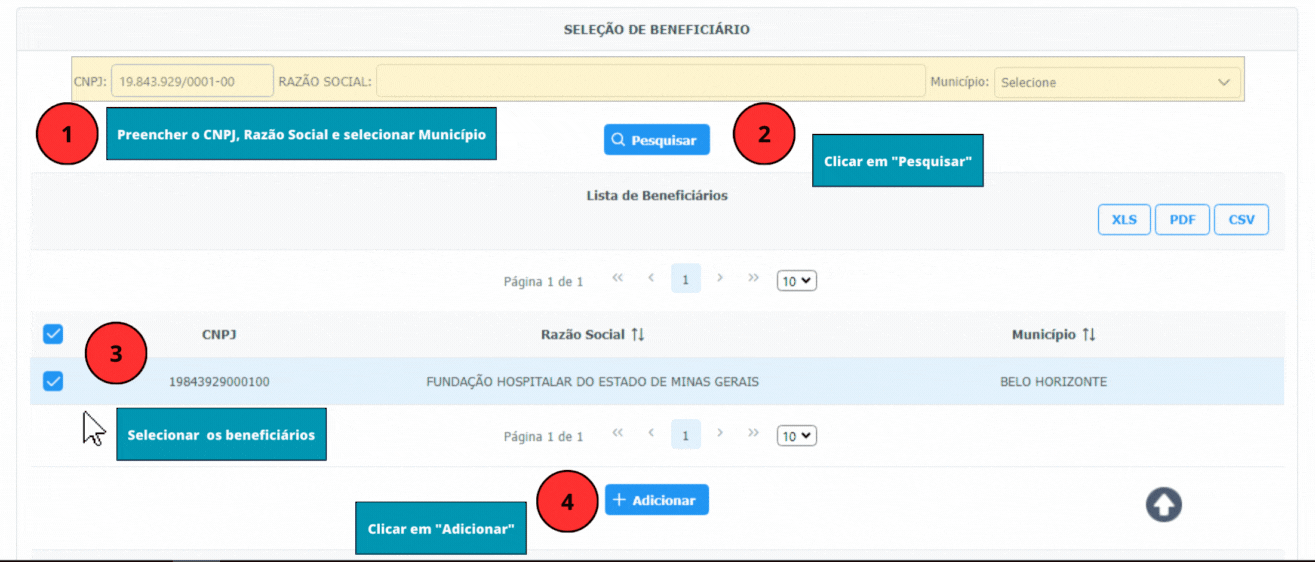 SELEÇÃO DE BENEFICIÁRIO
CNPJ: 19.843.929/0001-00 RAZÃO SOCIAL: Município: Selecione
1 Preencher o CNPJ, Razão Social e selecionar Município
Pesquisar
2 Clicar em "Pesquisar"
Lista de Beneficiários
XLS PDF CSV
Página 1 de 1 << < 1 > >> 10
CNPJ Razão Social ↑↓ Município ↑↓
3
19843929000100 FUNDAÇÃO HOSPITALAR DO ESTADO DE MINAS GERAIS BELO HORIZONTE
Selecionar os beneficiários
Página 1 de 1 << < 1 > >> 10
4 + Adicionar
Clicar em "Adicionar"